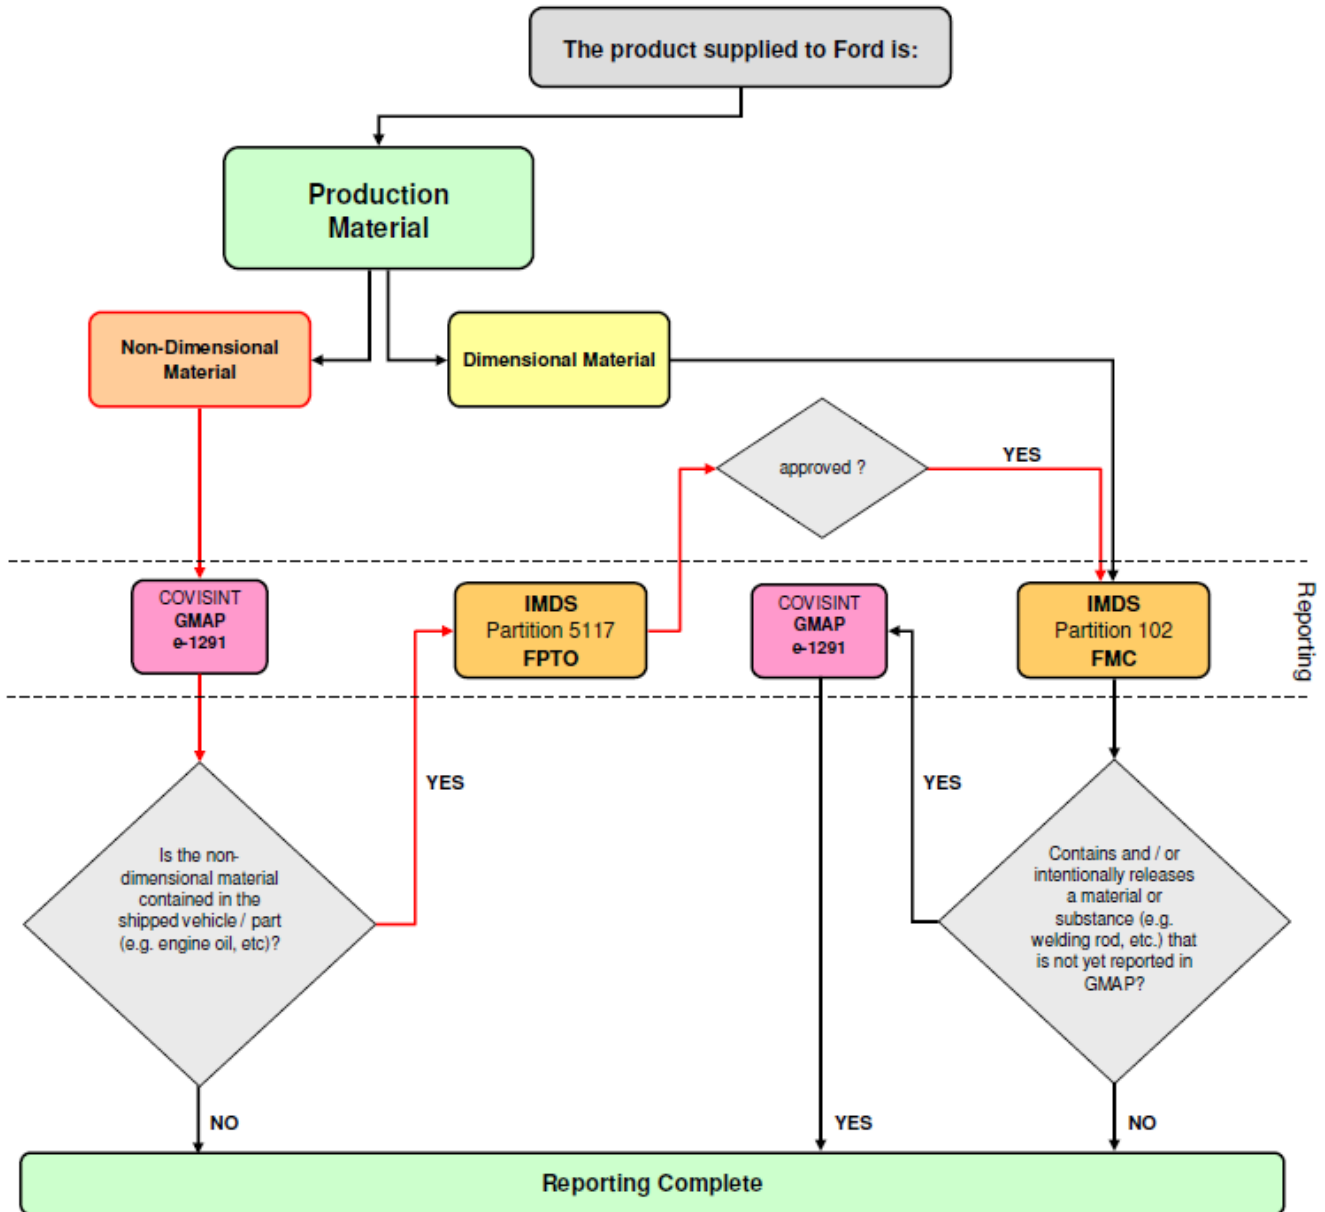 The product supplied to Ford is:
Production
Material
Non-Dimensional
Material
Dimensional Material
approved ?
YES
Reporting
COVISINT
GMAP
e-1291
IMDS
Partition 5117
FPTO
COVISINT
GMAP
e-1291
IMDS
Partition 102
FMC
YES
YES
Is the non-
dimensional material
contained in the
shipped vehicle / part
(e.g. engine oil, etc)?
Contains and / or
intentionally releases
a material or
substance (e.g.
welding rod, etc.) that
is not yet reported in
GMAP?
NO
YES
NO
Reporting Complete